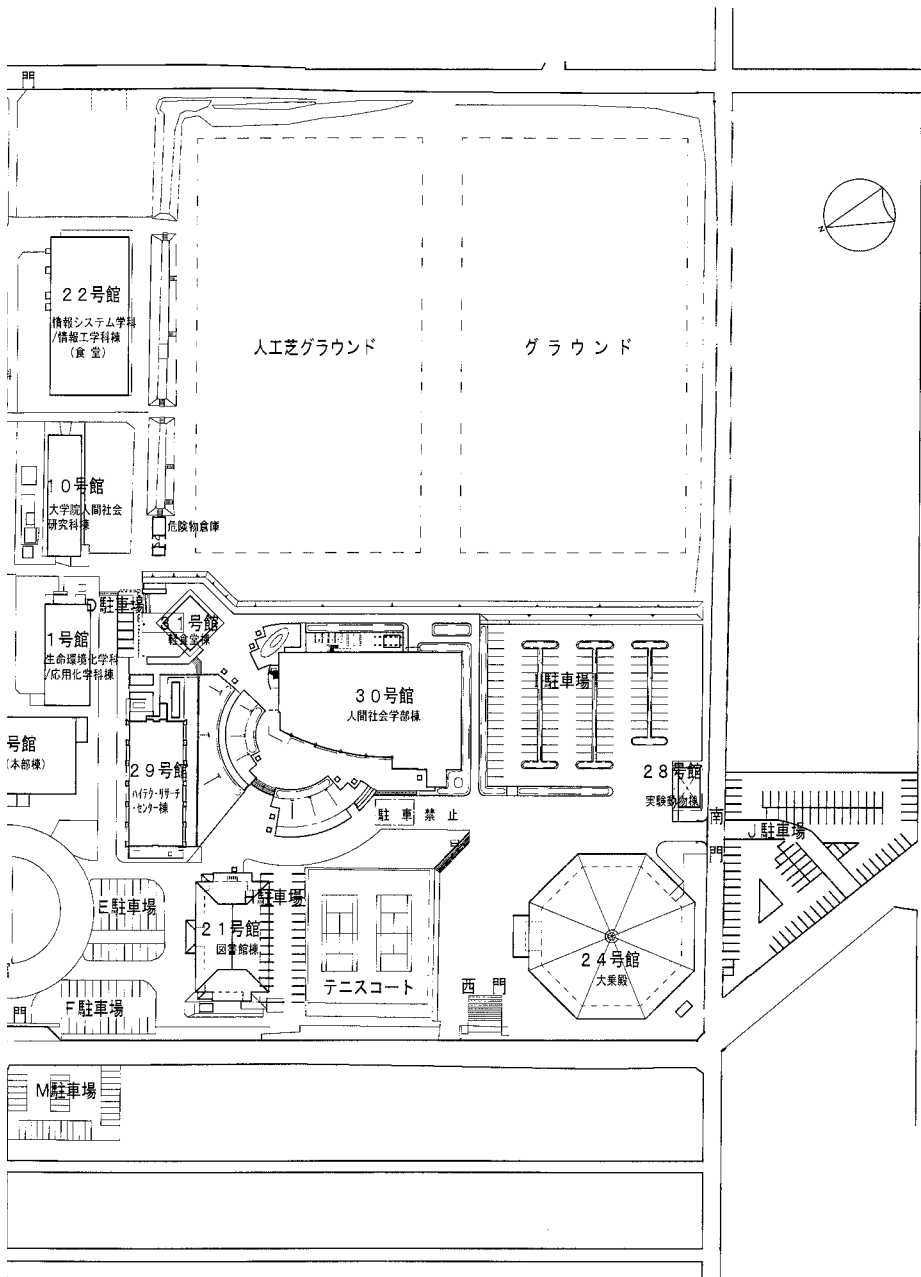 門
N
22号館
情報システム学科
/情報工学科棟
(食 堂)
人工芝グラウンド
グ ラ ウ ン ド
10号館
大学院人間社会
研究科棟
危険物倉庫
D駐車場
31号館
軽食堂棟
1号館
生命環境化学科
/応用化学科棟
30号館
人間社会学部棟
I駐車場
号館
(本部棟)
29号館
ハイテク・リサーチ
・センター棟
28号館
実験動物棟
駐 車 禁 止
南
門
J駐車場
E駐車場
H駐車場
21号館
図書館棟
24号館
大乗殿
テニスコート
西 門
F駐車場
門
M駐車場